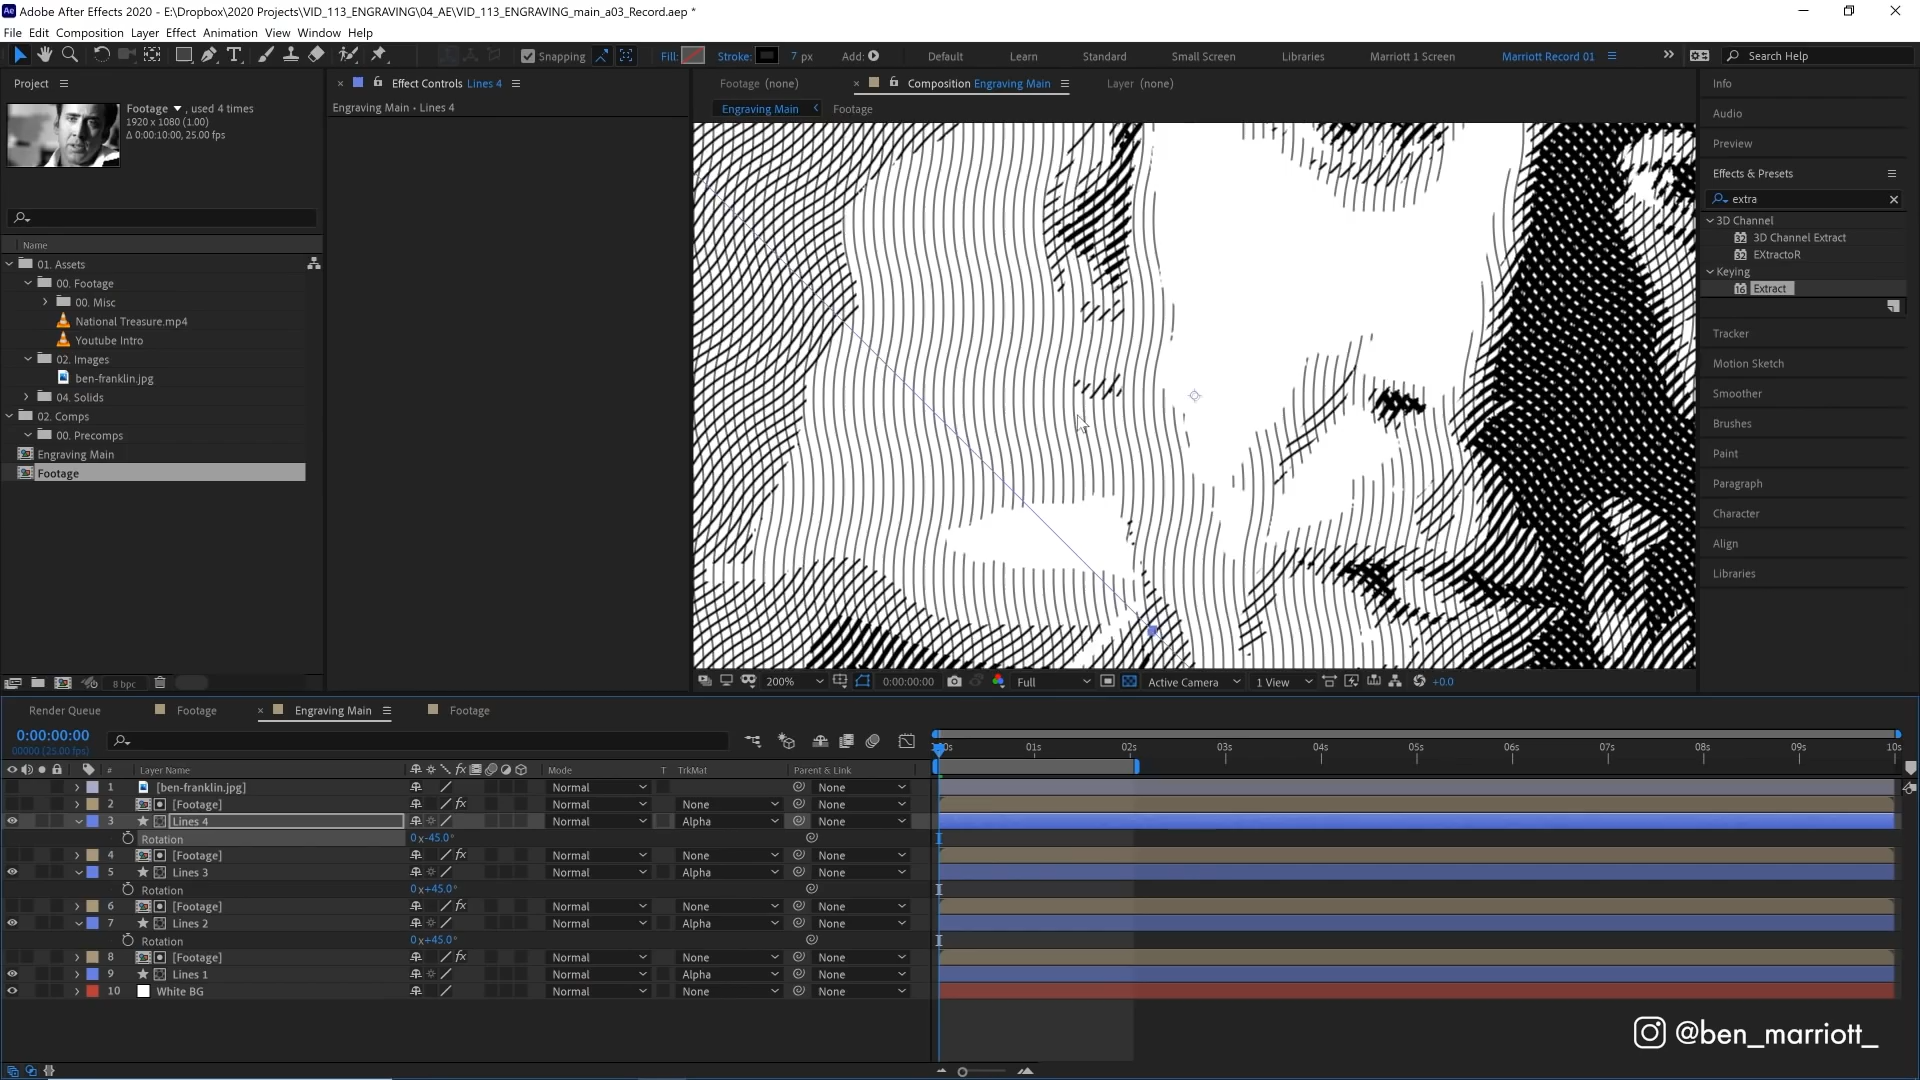 Adobe After Effects 2020 - E:\Dropbox\2020 Projects\VID_113_ENGRAVING\04_AE\VID_113_ENGRAVING_main_a03_Record.aep *
File Edit Composition Layer Effect Animation View Window Help
Snapping Fill: Stroke: 7 px Add: Default Learn Standard Small Screen Libraries Marriott 1 Screen Marriott Record 01 Search Help
Project
Footage , used 4 times
1920 x 1080 (1.00)
Δ 0:00:10:00, 25.00 fps
Name
01. Assets
00. Footage
00. Misc
National Treasure.mp4
Youtube Intro
02. Images
ben-franklin.jpg
04. Solids
02. Comps
00. Precomps
Engraving Main
Footage
8 bpc
Effect Controls Lines 4
Engraving Main • Lines 4
Footage (none) Composition Engraving Main Layer (none)
Engraving Main Footage
200% 0:00:00:00 Full Active Camera 1 View +0.0
Info
Audio
Preview
Effects & Presets
extra
3D Channel
32 3D Channel Extract
32 EXtractoR
Keying
16 Extract
Tracker
Motion Sketch
Smoother
Brushes
Paint
Paragraph
Character
Align
Libraries
Render Queue Footage Engraving Main Footage
0:00:00:00
00000 (25.00 fps)
01s 02s 03s 04s 05s 06s 07s 08s 09s 10s
# Layer Name fx Mode T TrkMat Parent & Link
1 [ben-franklin.jpg] Normal None
2 [Footage] fx Normal None None
3 Lines 4 Normal Alpha None
Rotation 0x-45.0°
4 [Footage] fx Normal None None
5 Lines 3 Normal Alpha None
Rotation 0x+45.0°
6 [Footage] fx Normal None None
7 Lines 2 Normal Alpha None
Rotation 0x+45.0°
8 [Footage] fx Normal None None
9 Lines 1 Normal Alpha None
10 White BG Normal None None
@ben_marriott_